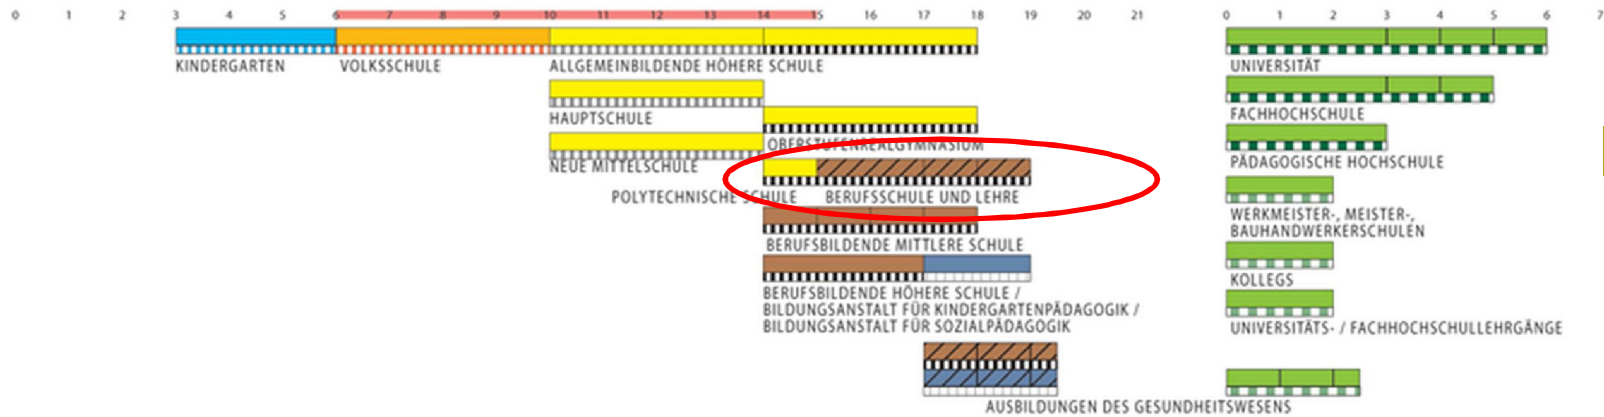 0 1 2 3 4 5 6 7 8 9 10 11 12 13 14 15 16 17 18 19 20 21 0 1 2 3 4 5 6 7
KINDERGARTEN VOLKSSCHULE ALLGEMEINBILDENDE HÖHERE SCHULE UNIVERSITÄT
HAUPTSCHULE FACHHOCHSCHULE
OBERSTUFENREALGYMNASIUM
NEUE MITTELSCHULE PÄDAGOGISCHE HOCHSCHULE
POLYTECHNISCHE SCHULE BERUFSSCHULE UND LEHRE
WERKMEISTER-, MEISTER-,
BAUHANDWERKERSCHULEN
BERUFSBILDENDE MITTLERE SCHULE
KOLLEGS
BERUFSBILDENDE HÖHERE SCHULE /
BILDUNGSANSTALT FÜR KINDERGARTENPÄDAGOGIK /
BILDUNGSANSTALT FÜR SOZIALPÄDAGOGIK
UNIVERSITÄTS- / FACHHOCHSCHULLEHRGÄNGE
AUSBILDUNGEN DES GESUNDHEITSWESENS